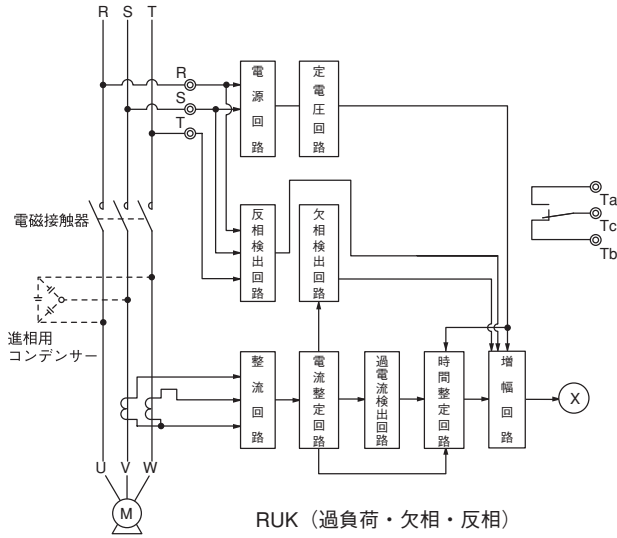 R S T
R
S
T
電源回路
定電圧回路
Ta
Tc
Tb
電磁接触器
反相検出回路
欠相検出回路
進相用
コンデンサー
整流回路
電流整定回路
過電流検出回路
時間整定回路
増幅回路
X
U V W
M
RUK（過負荷・欠相・反相）